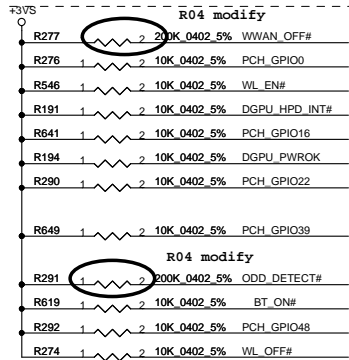 +3VS
R04 modify
R277 2 200K_0402_5% WWAN_OFF#
R276 1 2 10K_0402_5% PCH_GPIO0
R546 1 2 10K_0402_5% WL_EN#
R191 1 2 10K_0402_5% DGPU_HPD_INT#
R641 1 2 10K_0402_5% PCH_GPIO16
R194 1 2 10K_0402_5% DGPU_PWROK
R290 1 2 10K_0402_5% PCH_GPIO22
R649 1 2 10K_0402_5% PCH_GPIO39
R04 modify
R291 1 2 200K_0402_5% ODD_DETECT#
R619 1 2 10K_0402_5% BT_ON#
R292 1 2 10K_0402_5% PCH_GPIO48
R274 1 2 10K_0402_5% WL_OFF#